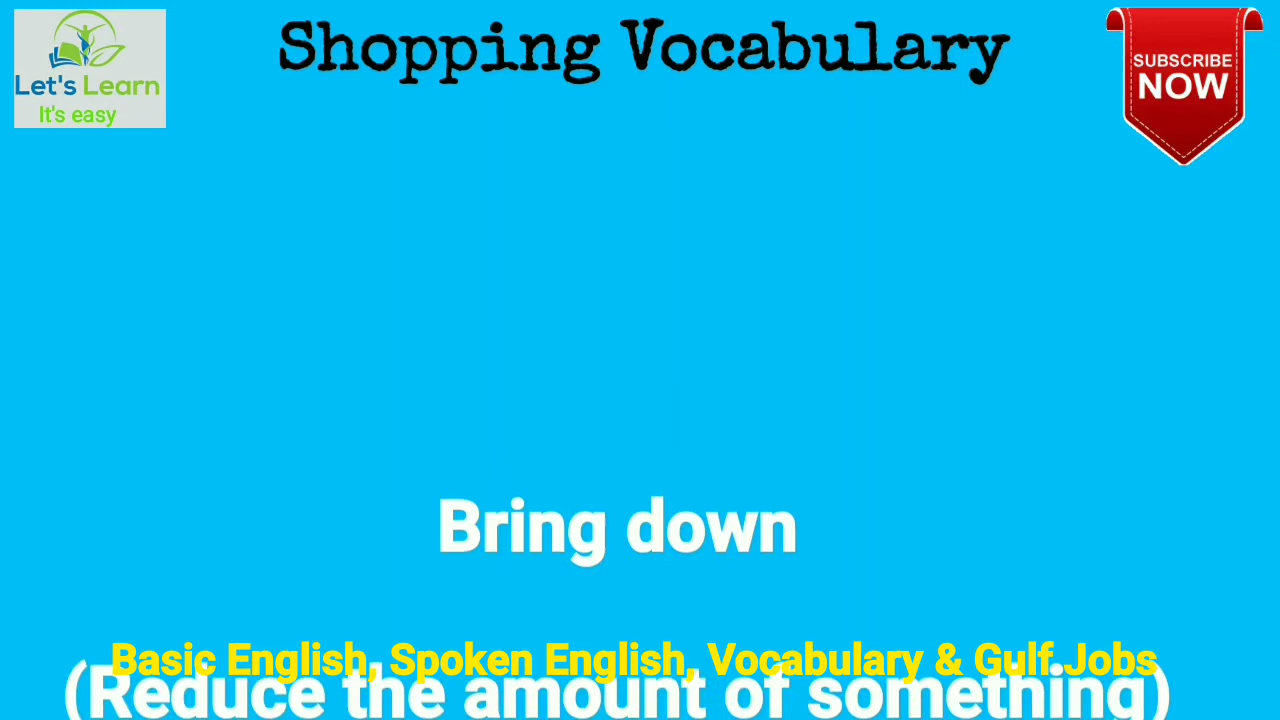 Let's Learn
It's easy
Shopping Vocabulary
SUBSCRIBE
NOW
Bring down
Basic English, Spoken English, Vocabulary & Gulf Jobs
(Reduce the amount of something)